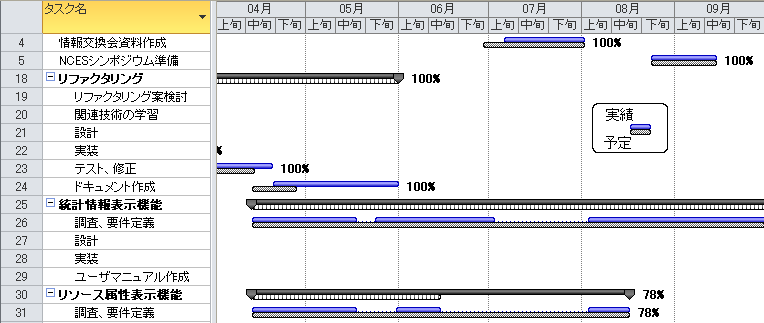 タスク名
04月 05月 06月 07月 08月 09月
上旬 中旬 下旬 上旬 中旬 下旬 上旬 中旬 下旬 上旬 中旬 下旬 上旬 中旬 下旬 上旬 中旬 下旬
4 情報交換会資料作成 100%
5 NCESシンポジウム準備 100%
18 リファクタリング 100%
19 リファクタリング案検討
20 関連技術の学習
21 設計
22 実装 %
23 テスト、修正 100%
24 ドキュメント作成 100%
25 統計情報表示機能
26 調査、要件定義
27 設計
28 実装
29 ユーザマニュアル作成
30 リソース属性表示機能 78%
31 調査、要件定義 78%
実績
予定